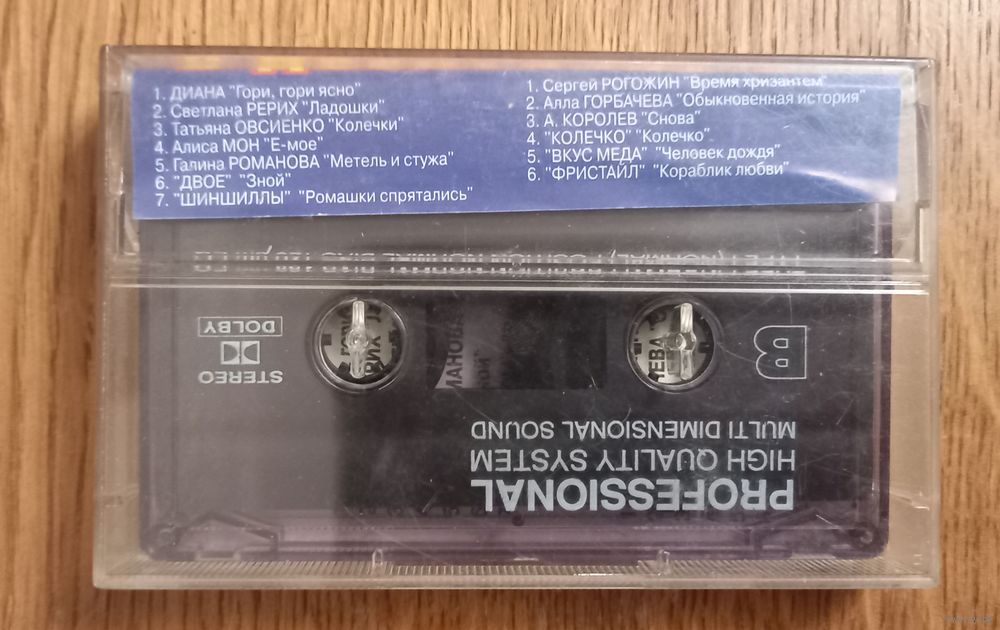 1. ДИАНА "Гори, гори ясно"
2. Светлана РЕРИХ "Ладошки"
3. Татьяна ОВСИЕНКО "Колечки"
4. Алиса МОН "Е-мое"
5. Галина РОМАНОВА "Метель и стужа"
6. "ДВОЕ" "Зной"
7. "ШИНШИЛЛЫ" "Ромашки спрятались"
1. Сергей РОГОЖИН "Время хризантем"
2. Алла ГОРБАЧЕВА "Обыкновенная история"
3. А. КОРОЛЕВ "Снова"
4. "КОЛЕЧКО" "Колечко"
5. "ВКУС МЕДА" "Человек дождя"
6. "ФРИСТАЙЛ" "Кораблик любви"
B
DOLBY
STEREO
МАНОВА
ЧЕВА
РИХ
MULTI DIMENSIONAL SOUND
HIGH QUALITY SYSTEM
PROFESSIONAL